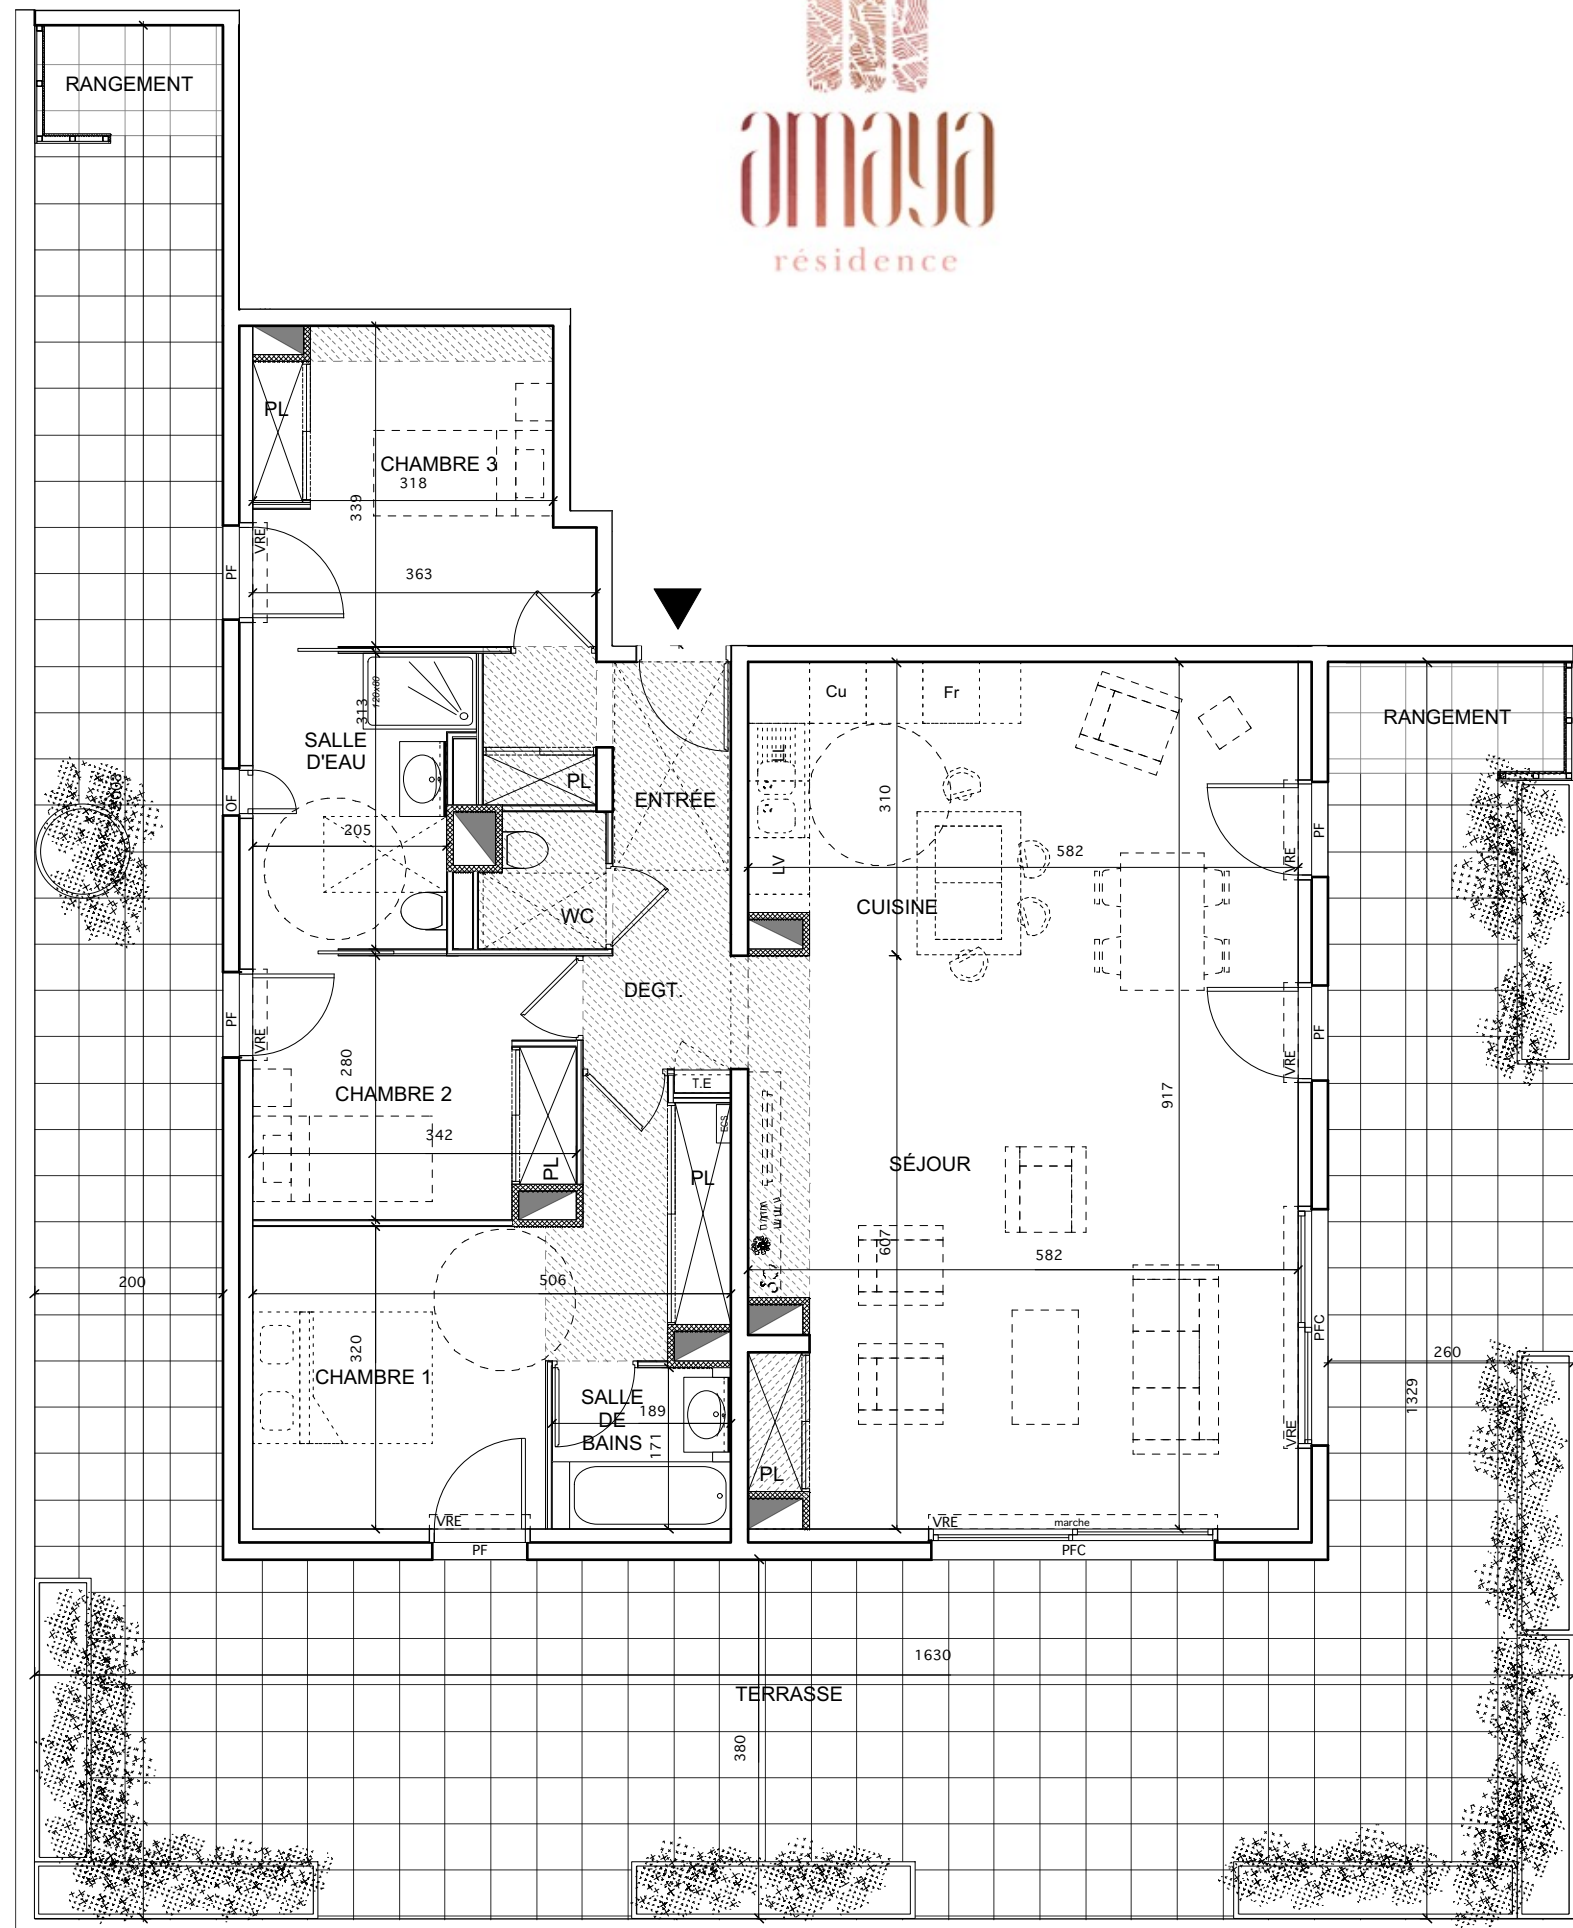 amaya
résidence
RANGEMENT
PL
CHAMBRE 3
318
339
VRE
PF
363
120x80
313
SALLE
D'EAU
PL
OF
205
WC
ENTRÉE
Cu
Fr
LL
LV
310
582
CUISINE
RANGEMENT
PF
VRE
DEGT.
PF
VRE
280
CHAMBRE 2
342
PL
T.E
ECS
PL
917
PF
VRE
SÉJOUR
607
582
200
506
320
CHAMBRE 1
SALLE
DE
BAINS
189
171
PL
PFC
VRE
260
1329
VRE
PF
VRE
marche
PFC
1630
TERRASSE
380